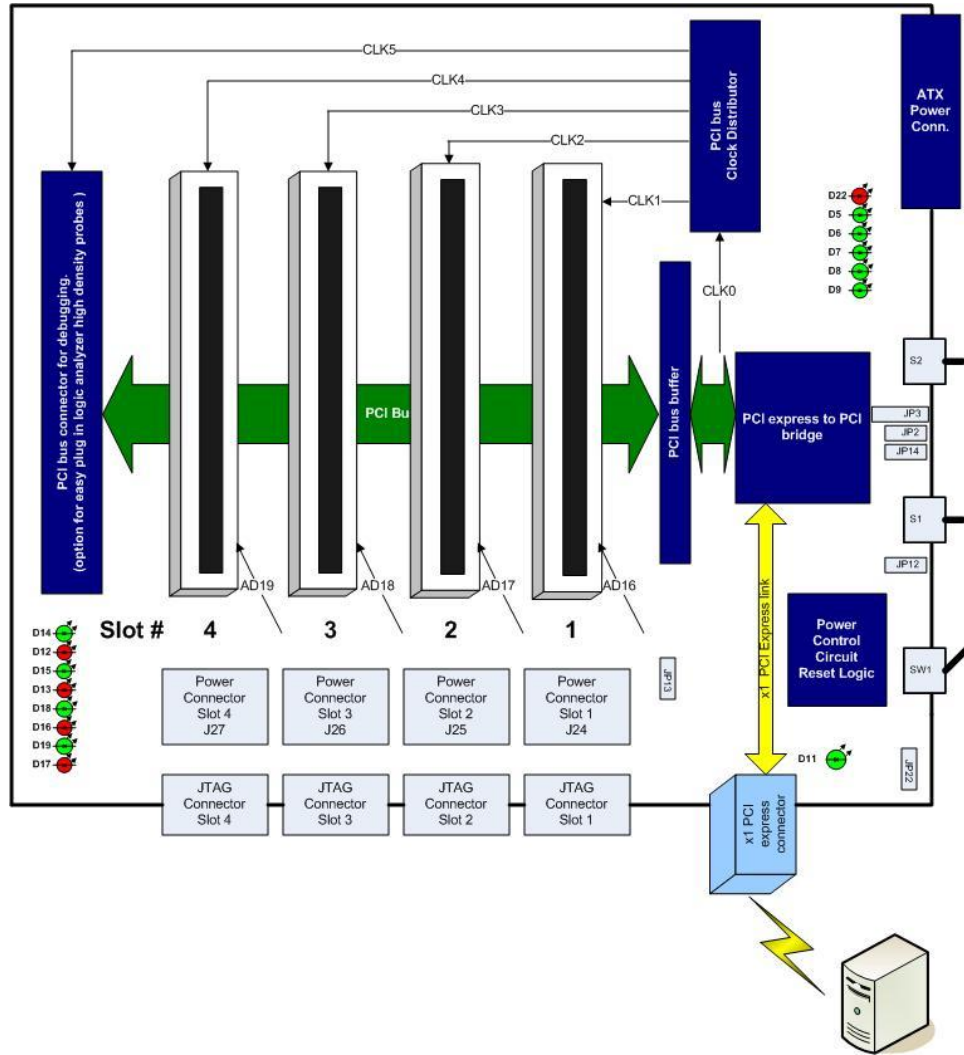 CLK5
CLK4
CLK3
CLK2
CLK1
CLK0
PCI bus
Clock Distributor
ATX
Power
Conn.
D22
D5
D6
D7
D8
D9
PCI bus connector for debugging.
(option for easy plug in logic analyzer high density probes )
PCI Bu
PCI bus buffer
PCI express to PCI
bridge
S2
JP3
JP2
JP14
S1
JP12
AD19
AD18
AD17
AD16
x1 PCI Express link
Power
Control
Circuit
Reset Logic
SW1
Slot # 4 3 2 1
D14
D12
D15
D13
D18
D16
D19
D17
Power
Connector
Slot 4
J27
Power
Connector
Slot 3
J26
Power
Connector
Slot 2
J25
Power
Connector
Slot 1
J24
JP13
D11
JP22
JTAG
Connector
Slot 4
JTAG
Connector
Slot 3
JTAG
Connector
Slot 2
JTAG
Connector
Slot 1
x1 PCI
express
connector